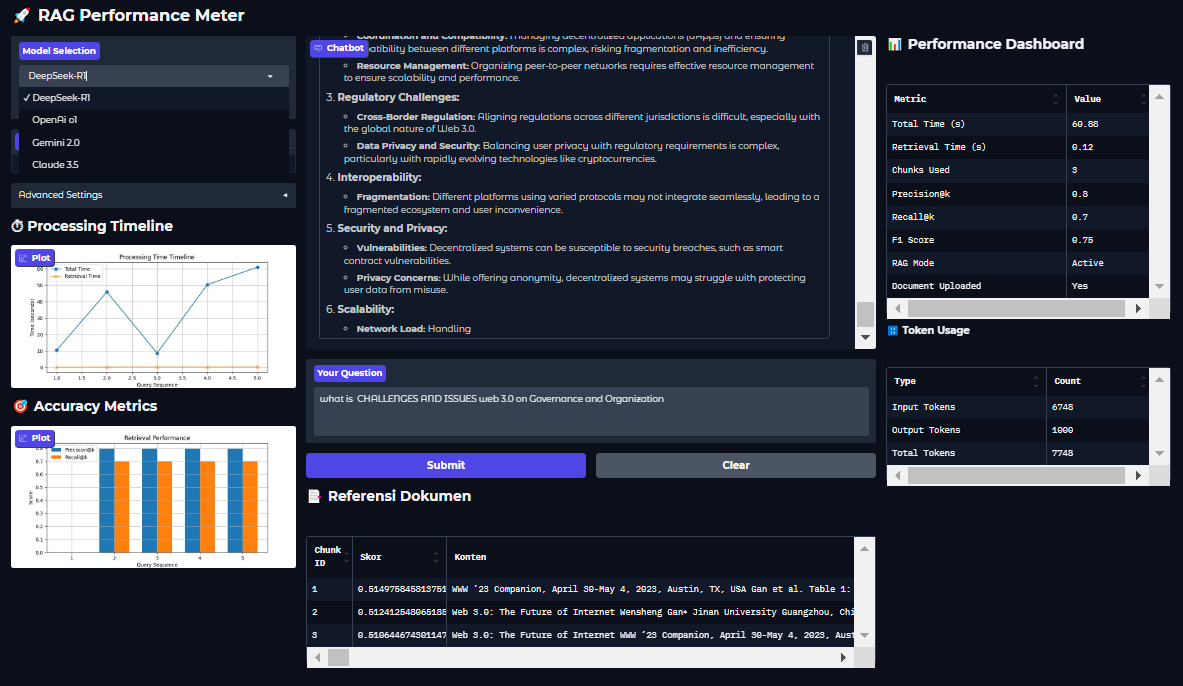 🚀 RAG Performance Meter
Model Selection
DeepSeek-R1
✓ DeepSeek-R1
OpenAi o1
Gemini 2.0
Claude 3.5
Advanced Settings
⏱ Processing Timeline
Plot
Processing Time Timeline
Total Time
Retrieval Time
Time (seconds)
60
50
40
30
20
10
0
1.0 1.5 2.0 2.5 3.0 3.5 4.0 4.5 5.0
Query Sequence
🎯 Accuracy Metrics
Plot
Retrieval Performance
Precision@k
Recall@k
Score
0.8
0.7
0.6
0.5
0.4
0.3
0.2
0.1
0.0
1 2 3 4 5
Query Sequence
Chatbot
Coordination and Compatibility: Managing decentralized applications (dApps) and ensuring
atibility between different platforms is complex, risking fragmentation and inefficiency.
Resource Management: Organizing peer-to-peer networks requires effective resource management
to ensure scalability and performance.
3. Regulatory Challenges:
Cross-Border Regulation: Aligning regulations across different jurisdictions is difficult, especially with
the global nature of Web 3.0.
Data Privacy and Security: Balancing user privacy with regulatory requirements is complex,
particularly with rapidly evolving technologies like cryptocurrencies.
4. Interoperability:
Fragmentation: Different platforms using varied protocols may not integrate seamlessly, leading to a
fragmented ecosystem and user inconvenience.
5. Security and Privacy:
Vulnerabilities: Decentralized systems can be susceptible to security breaches, such as smart
contract vulnerabilities.
Privacy Concerns: While offering anonymity, decentralized systems may struggle with protecting
user data from misuse.
6. Scalability:
Network Load: Handling
Your Question
what is CHALLENGES AND ISSUES web 3.0 on Governance and Organization
Submit
Clear
📑 Referensi Dokumen
Chunk ID Skor Konten
1 0.514975845813751 WWW '23 Companion, April 30-May 4, 2023, Austin, TX, USA Gan et al. Table 1:
2 0.512412548065185 Web 3.0: The Future of Internet Wensheng Gan∗ Jinan University Guangzhou, Chi
3 0.510644674301147 Web 3.0: The Future of Internet WWW '23 Companion, April 30-May 4, 2023, Aust
📊 Performance Dashboard
Metric Value
Total Time (s) 60.88
Retrieval Time (s) 0.12
Chunks Used 3
Precision@k 0.8
Recall@k 0.7
F1 Score 0.75
RAG Mode Active
Document Uploaded Yes
🔢 Token Usage
Type Count
Input Tokens 6748
Output Tokens 1000
Total Tokens 7748